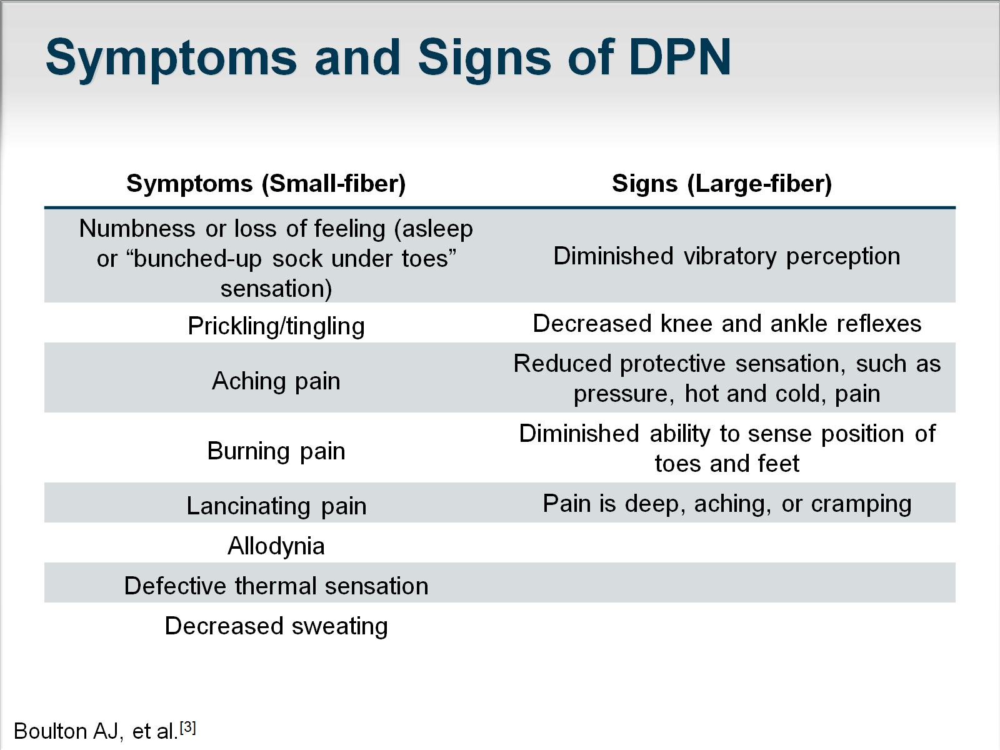 Symptoms and Signs of DPN
Symptoms (Small-fiber) Signs (Large-fiber)
Numbness or loss of feeling (asleep
or “bunched-up sock under toes”
sensation)
Diminished vibratory perception
Prickling/tingling
Decreased knee and ankle reflexes
Aching pain
Reduced protective sensation, such as
pressure, hot and cold, pain
Burning pain
Diminished ability to sense position of
toes and feet
Lancinating pain
Pain is deep, aching, or cramping
Allodynia
Defective thermal sensation
Decreased sweating
Boulton AJ, et al.[3]